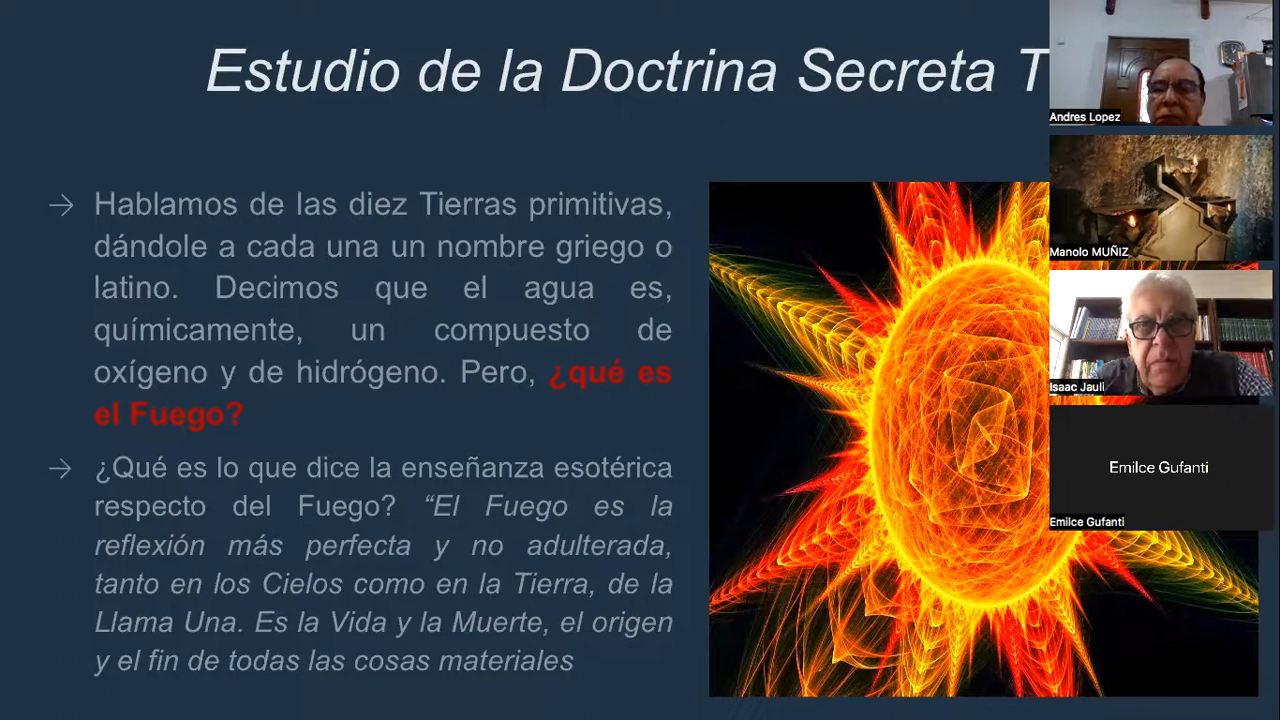 Estudio de la Doctrina Secreta T
→ Hablamos de las diez Tierras primitivas,
dándole a cada una un nombre griego o
latino. Decimos que el agua es,
químicamente, un compuesto de
oxígeno y de hidrógeno. Pero, ¿qué es
el Fuego?
→ ¿Qué es lo que dice la enseñanza esotérica
respecto del Fuego? “El Fuego es la
reflexión más perfecta y no adulterada,
tanto en los Cielos como en la Tierra, de la
Llama Una. Es la Vida y la Muerte, el origen
y el fin de todas las cosas materiales
Andres Lopez
Manolo MUÑIZ
Isaac Jauli
Emilce Gufanti
Emilce Gufanti